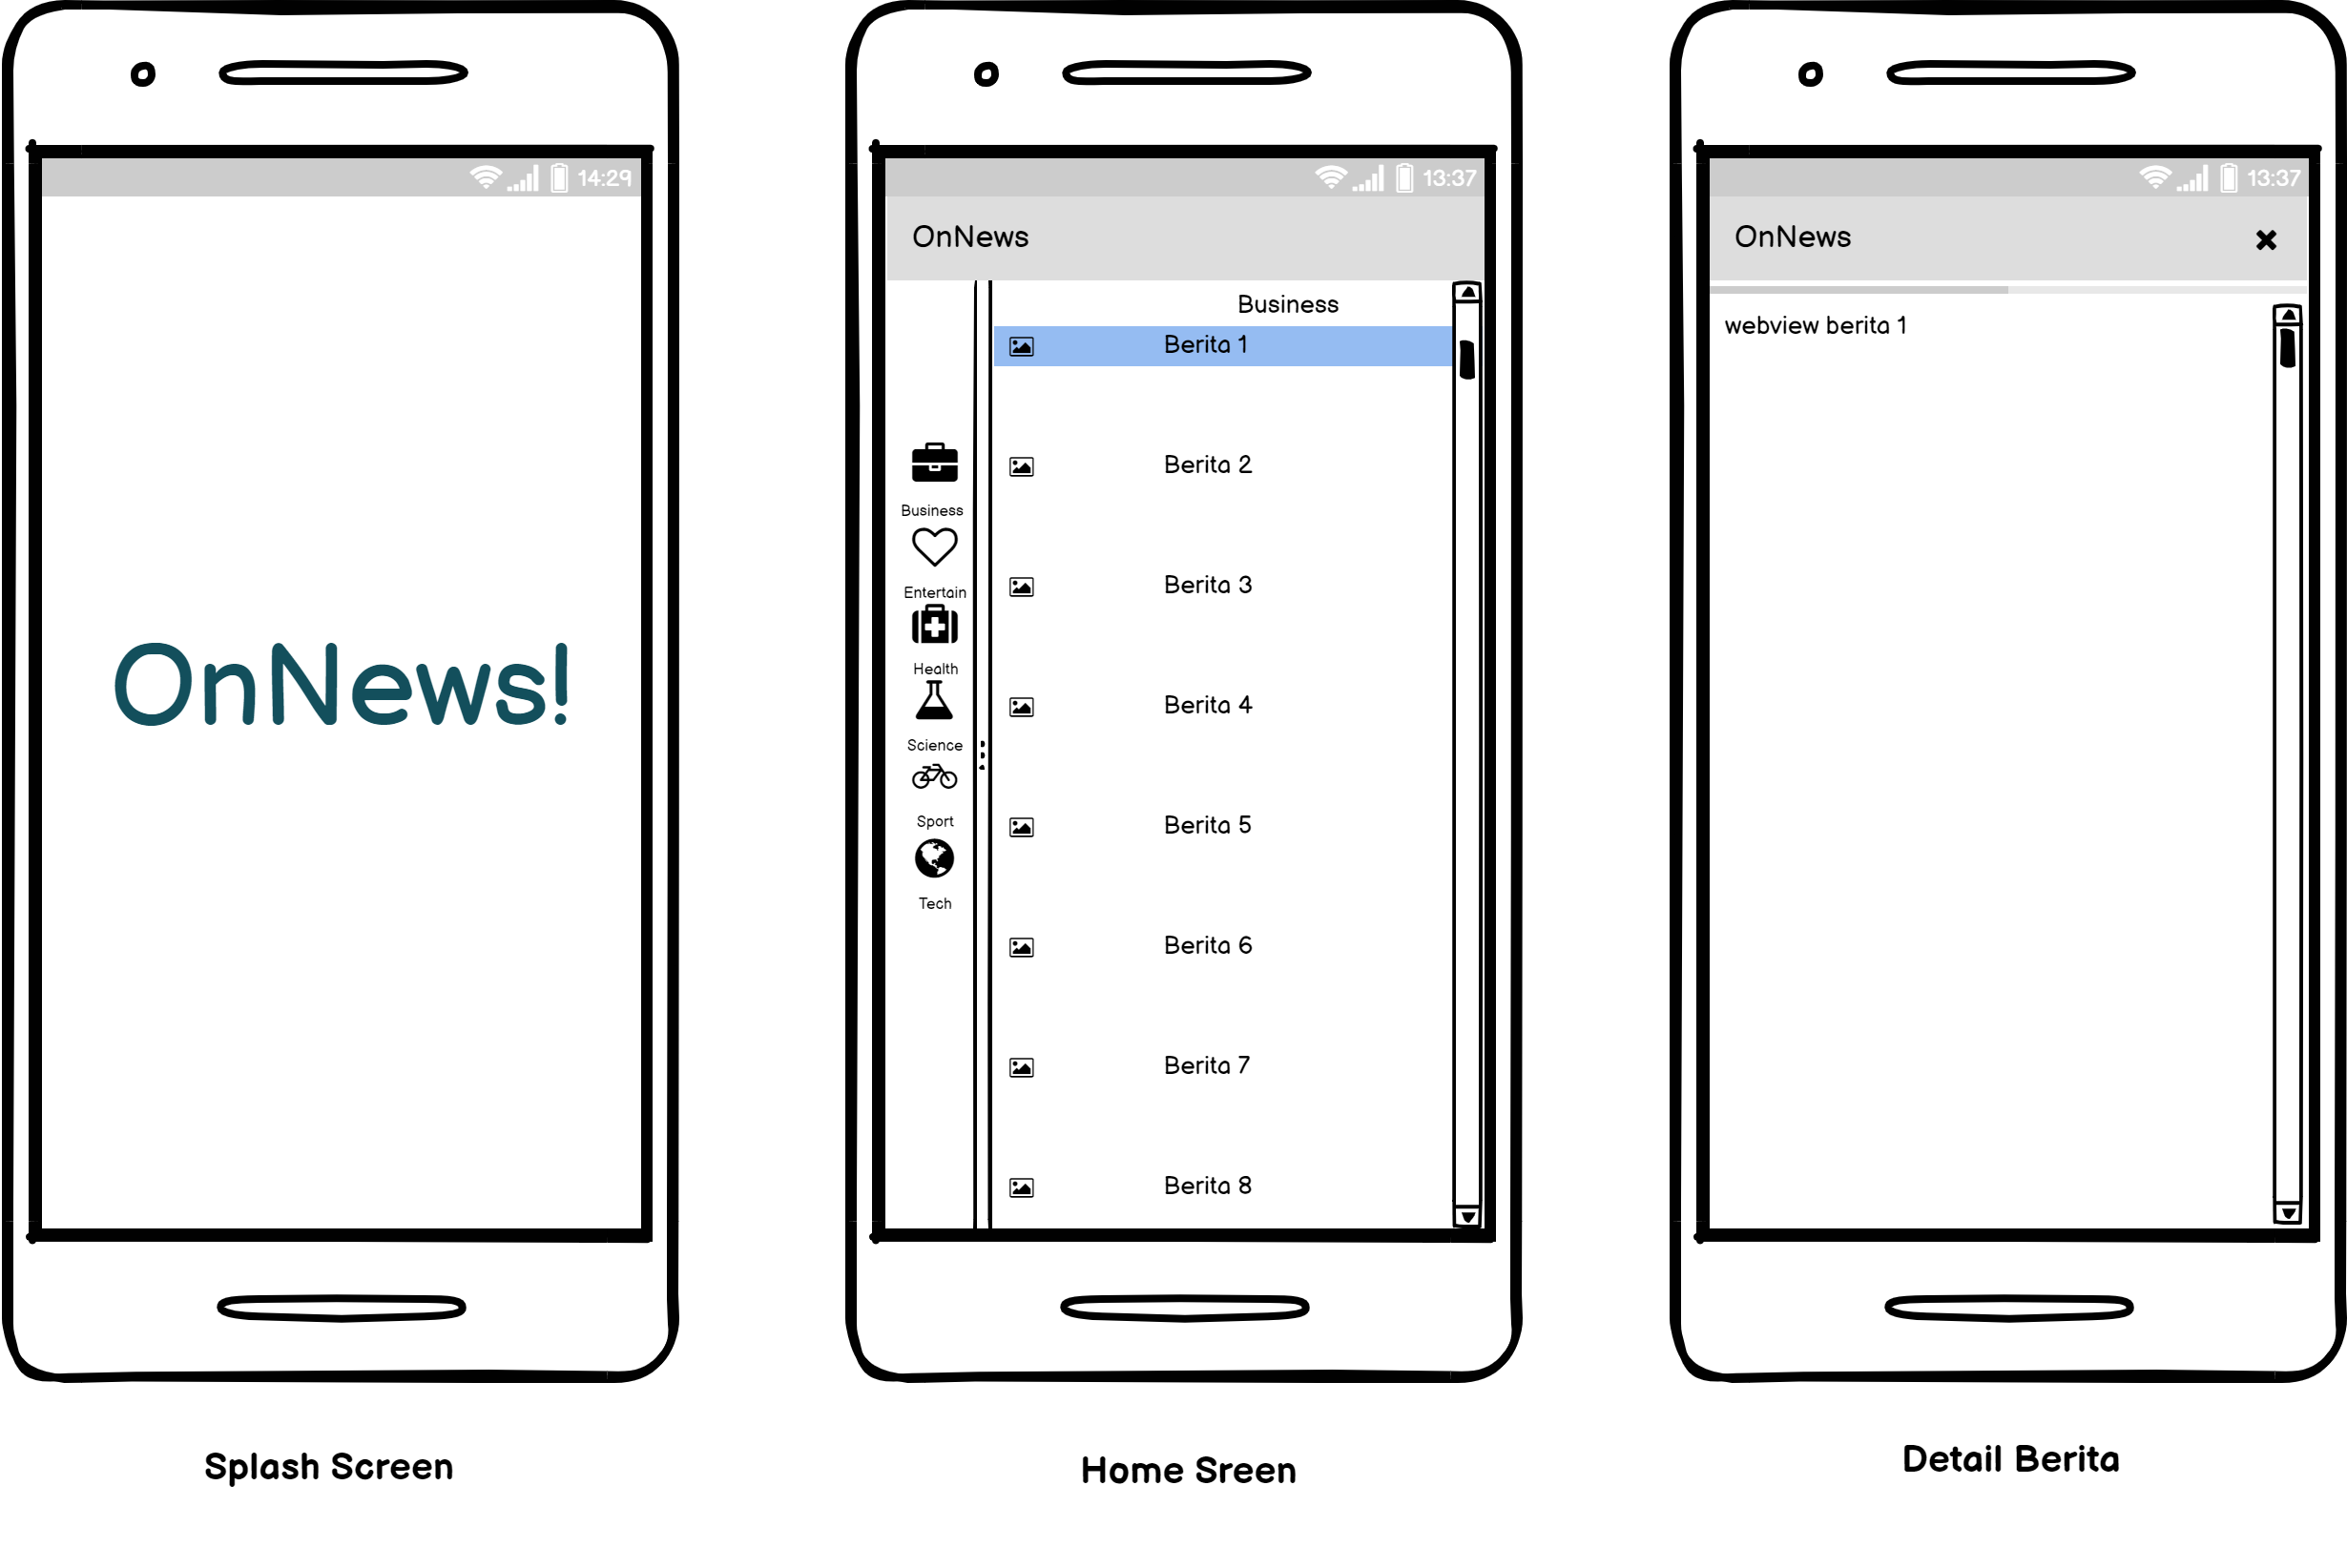 14:29
OnNews!
Splash Screen
13:37
OnNews
Business
Entertain
Health
Science
Sport
Tech
Business
Berita 1
Berita 2
Berita 3
Berita 4
Berita 5
Berita 6
Berita 7
Berita 8
Home Sreen
13:37
OnNews
webview berita 1
Detail Berita